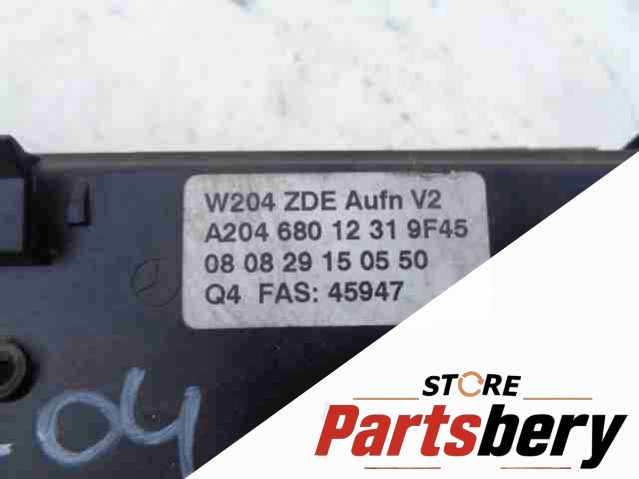 W204 ZDE Aufn V2
A204 680 12 31 9F45
08 08 29 15 05 50
Q4 FAS: 45947
04
STORE
Partsbery